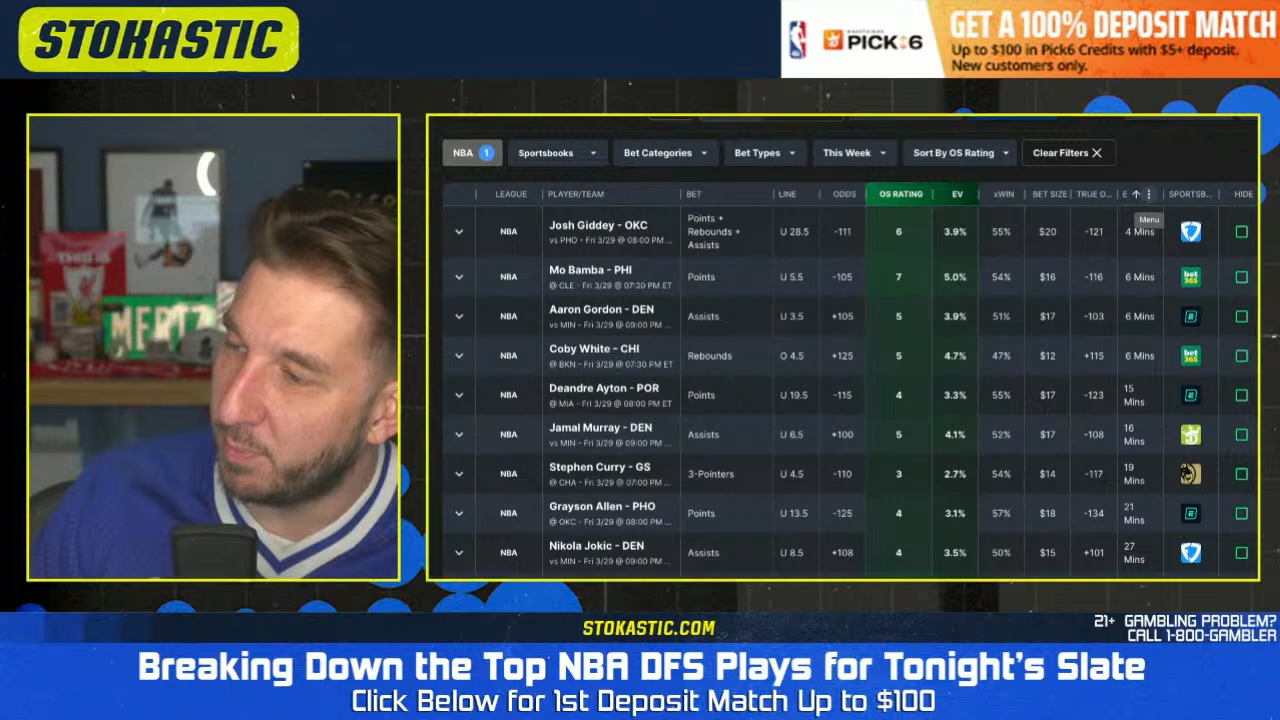 STOKASTIC
PICK6
GET A 100% DEPOSIT MATCH
Up to $100 in Pick6 Credits with $5+ deposit.
New customers only.
THIS IS
MERTZ
NBA 1 Sportsbooks Bet Categories Bet Types This Week Sort By OS Rating Clear Filters X
LEAGUE PLAYER/TEAM BET LINE ODDS OS RATING EV xWIN BET SIZE TRUE O... E SPORTSB... HIDE
Menu
NBA Josh Giddey - OKC Points + Rebounds + Assists U 28.5 -111 6 3.9% 55% $20 -121 4 Mins
vs PHO - Fri 3/29 @ 08:00 PM ...
NBA Mo Bamba - PHI Points U 5.5 -105 7 5.0% 54% $16 -116 6 Mins bet365
@ CLE - Fri 3/29 @ 07:30 PM ET
NBA Aaron Gordon - DEN Assists U 3.5 +105 5 3.9% 51% $17 -103 6 Mins
vs MIN - Fri 3/29 @ 09:00 PM ...
NBA Coby White - CHI Rebounds O 4.5 +125 5 4.7% 47% $12 +115 6 Mins bet365
@ BKN - Fri 3/29 @ 07:30 PM ET
NBA Deandre Ayton - POR Points U 19.5 -115 4 3.3% 55% $17 -123 15 Mins
@ MIA - Fri 3/29 @ 08:00 PM ET
NBA Jamal Murray - DEN Assists U 6.5 +100 5 4.1% 52% $17 -108 16 Mins
vs MIN - Fri 3/29 @ 09:00 PM ...
NBA Stephen Curry - GS 3-Pointers U 4.5 -110 3 2.7% 54% $14 -117 19 Mins
@ CHA - Fri 3/29 @ 07:00 PM ...
NBA Grayson Allen - PHO Points U 13.5 -125 4 3.1% 57% $18 -134 21 Mins
@ OKC - Fri 3/29 @ 08:00 PM ...
NBA Nikola Jokic - DEN Assists U 8.5 +108 4 3.5% 50% $15 +101 27 Mins
vs MIN - Fri 3/29 @ 09:00 PM ...
STOKASTIC.COM
21+ GAMBLING PROBLEM?
CALL 1-800-GAMBLER
Breaking Down the Top NBA DFS Plays for Tonight's Slate
Click Below for 1st Deposit Match Up to $100